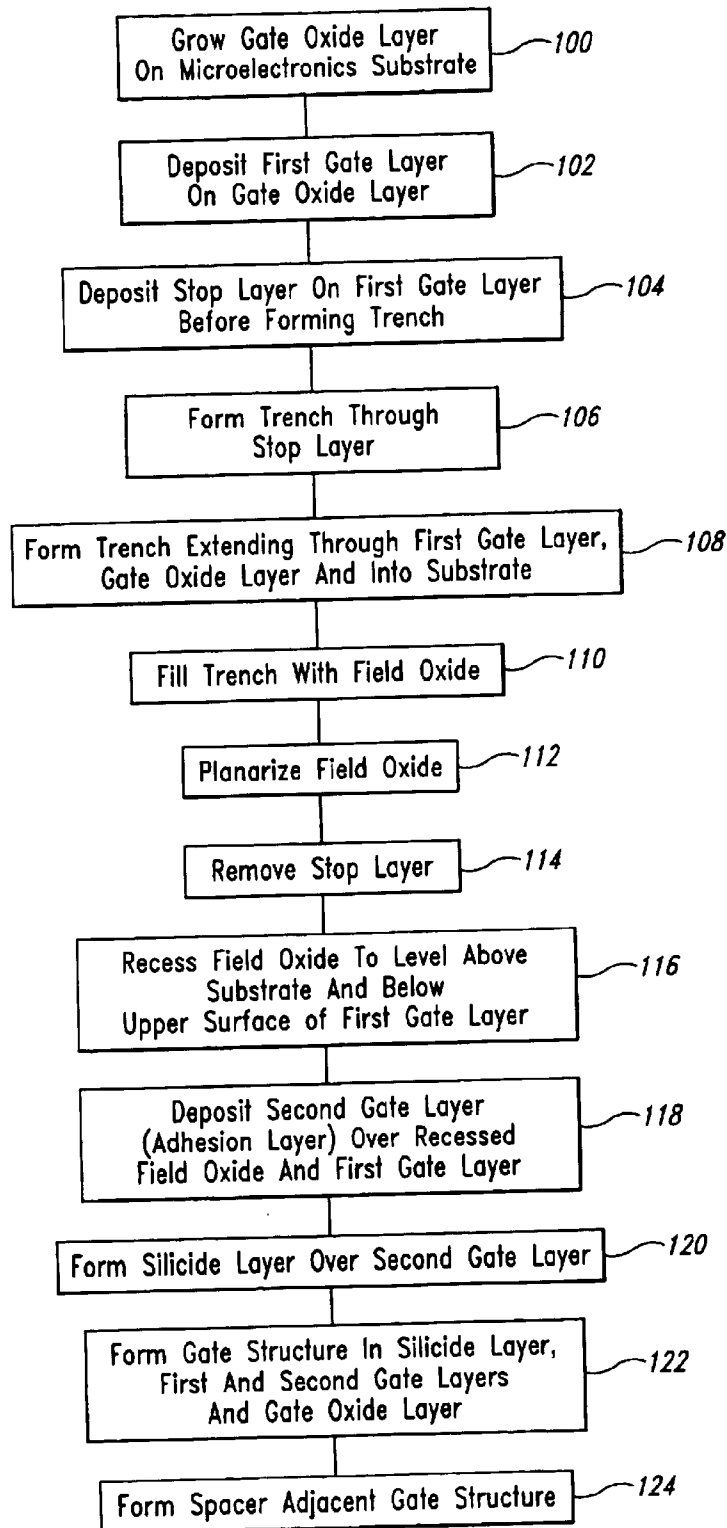 Grow Gate Oxide Layer
On Microelectronics Substrate
100
Deposit First Gate Layer
On Gate Oxide Layer
102
Deposit Stop Layer On First Gate Layer
Before Forming Trench
104
Form Trench Through
Stop Layer
106
Form Trench Extending Through First Gate Layer,
Gate Oxide Layer And Into Substrate
108
Fill Trench With Field Oxide
110
Planarize Field Oxide
112
Remove Stop Layer
114
Recess Field Oxide To Level Above
Substrate And Below
Upper Surface of First Gate Layer
116
Deposit Second Gate Layer
(Adhesion Layer) Over Recessed
Field Oxide And First Gate Layer
118
Form Silicide Layer Over Second Gate Layer
120
Form Gate Structure In Silicide Layer,
First And Second Gate Layers
And Gate Oxide Layer
122
Form Spacer Adjacent Gate Structure
124